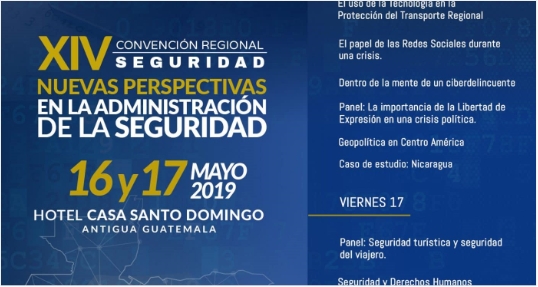 XIV CONVENCIÓN REGIONAL
SEGURIDAD
NUEVAS PERSPECTIVAS
EN LA ADMINISTRACIÓN
DE LA SEGURIDAD
16 y 17 MAYO
2019
HOTEL CASA SANTO DOMINGO
ANTIGUA GUATEMALA
El uso de la Tecnología en la
Protección del Transporte Regional
El papel de las Redes Sociales durante
una crisis.
Dentro de la mente de un ciberdelincuente
Panel: La importancia de la Libertad de
Expresión en una crisis política.
Geopolítica en Centro América
Caso de estudio: Nicaragua
VIERNES 17
Panel: Seguridad turística y seguridad
del viajero.
Seguridad y Derechos Humanos